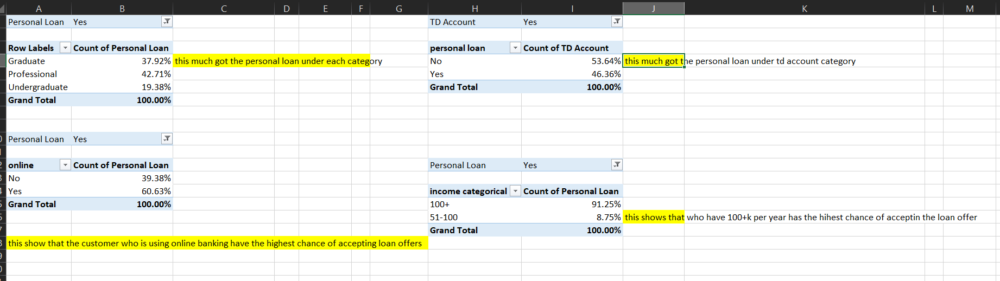 A B C D E F G H I J K L M
Personal Loan Yes TD Account Yes
Row Labels Count of Personal Loan personal loan Count of TD Account
Graduate 37.92% this much got the personal loan under each category No 53.64% this much got the personal loan under td account category
Professional 42.71% Yes 46.36%
Undergraduate 19.38% Grand Total 100.00%
Grand Total 100.00%
Personal Loan Yes
online Count of Personal Loan Personal Loan Yes
No 39.38%
Yes 60.63% income categorical Count of Personal Loan
Grand Total 100.00% 100+ 91.25%
51-100 8.75% this shows that who have 100+k per year has the hihest chance of acceptin the loan offer
Grand Total 100.00%
this show that the customer who is using online banking have the highest chance of accepting loan offers